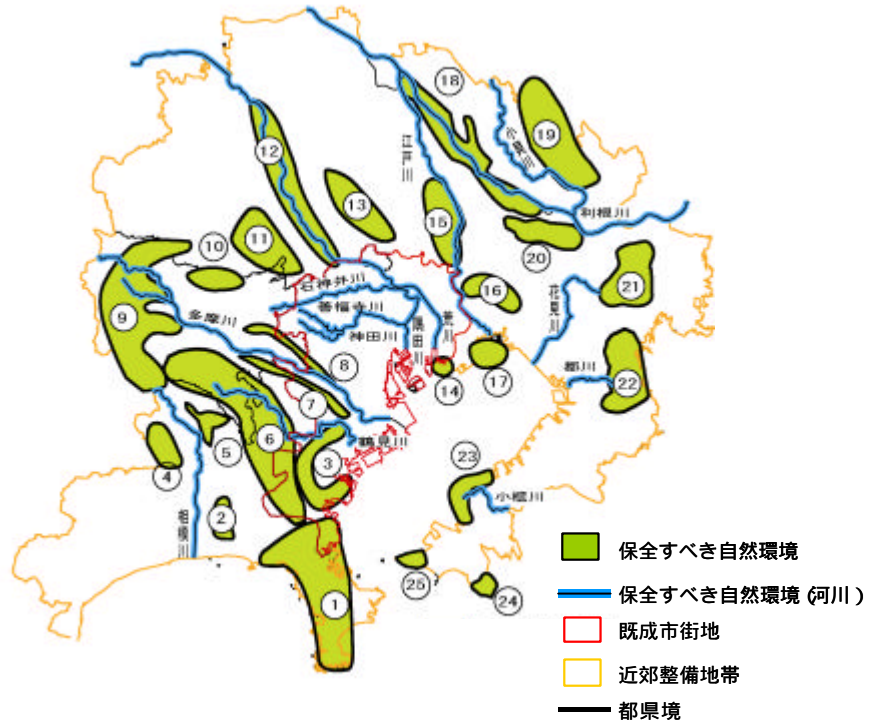 18
19
小貝川
江戸川
12
13
15
利根川
20
10
11
21
9
石神井川
16
善福寺川
多摩川
神田川
隅田川
荒川
花見川
8
14
17
都川
22
7
6
5
鶴見川
3
4
23
相模川
2
小櫃川
25
24
1
保全すべき自然環境
保全すべき自然環境(河川)
既成市街地
近郊整備地帯
都県境